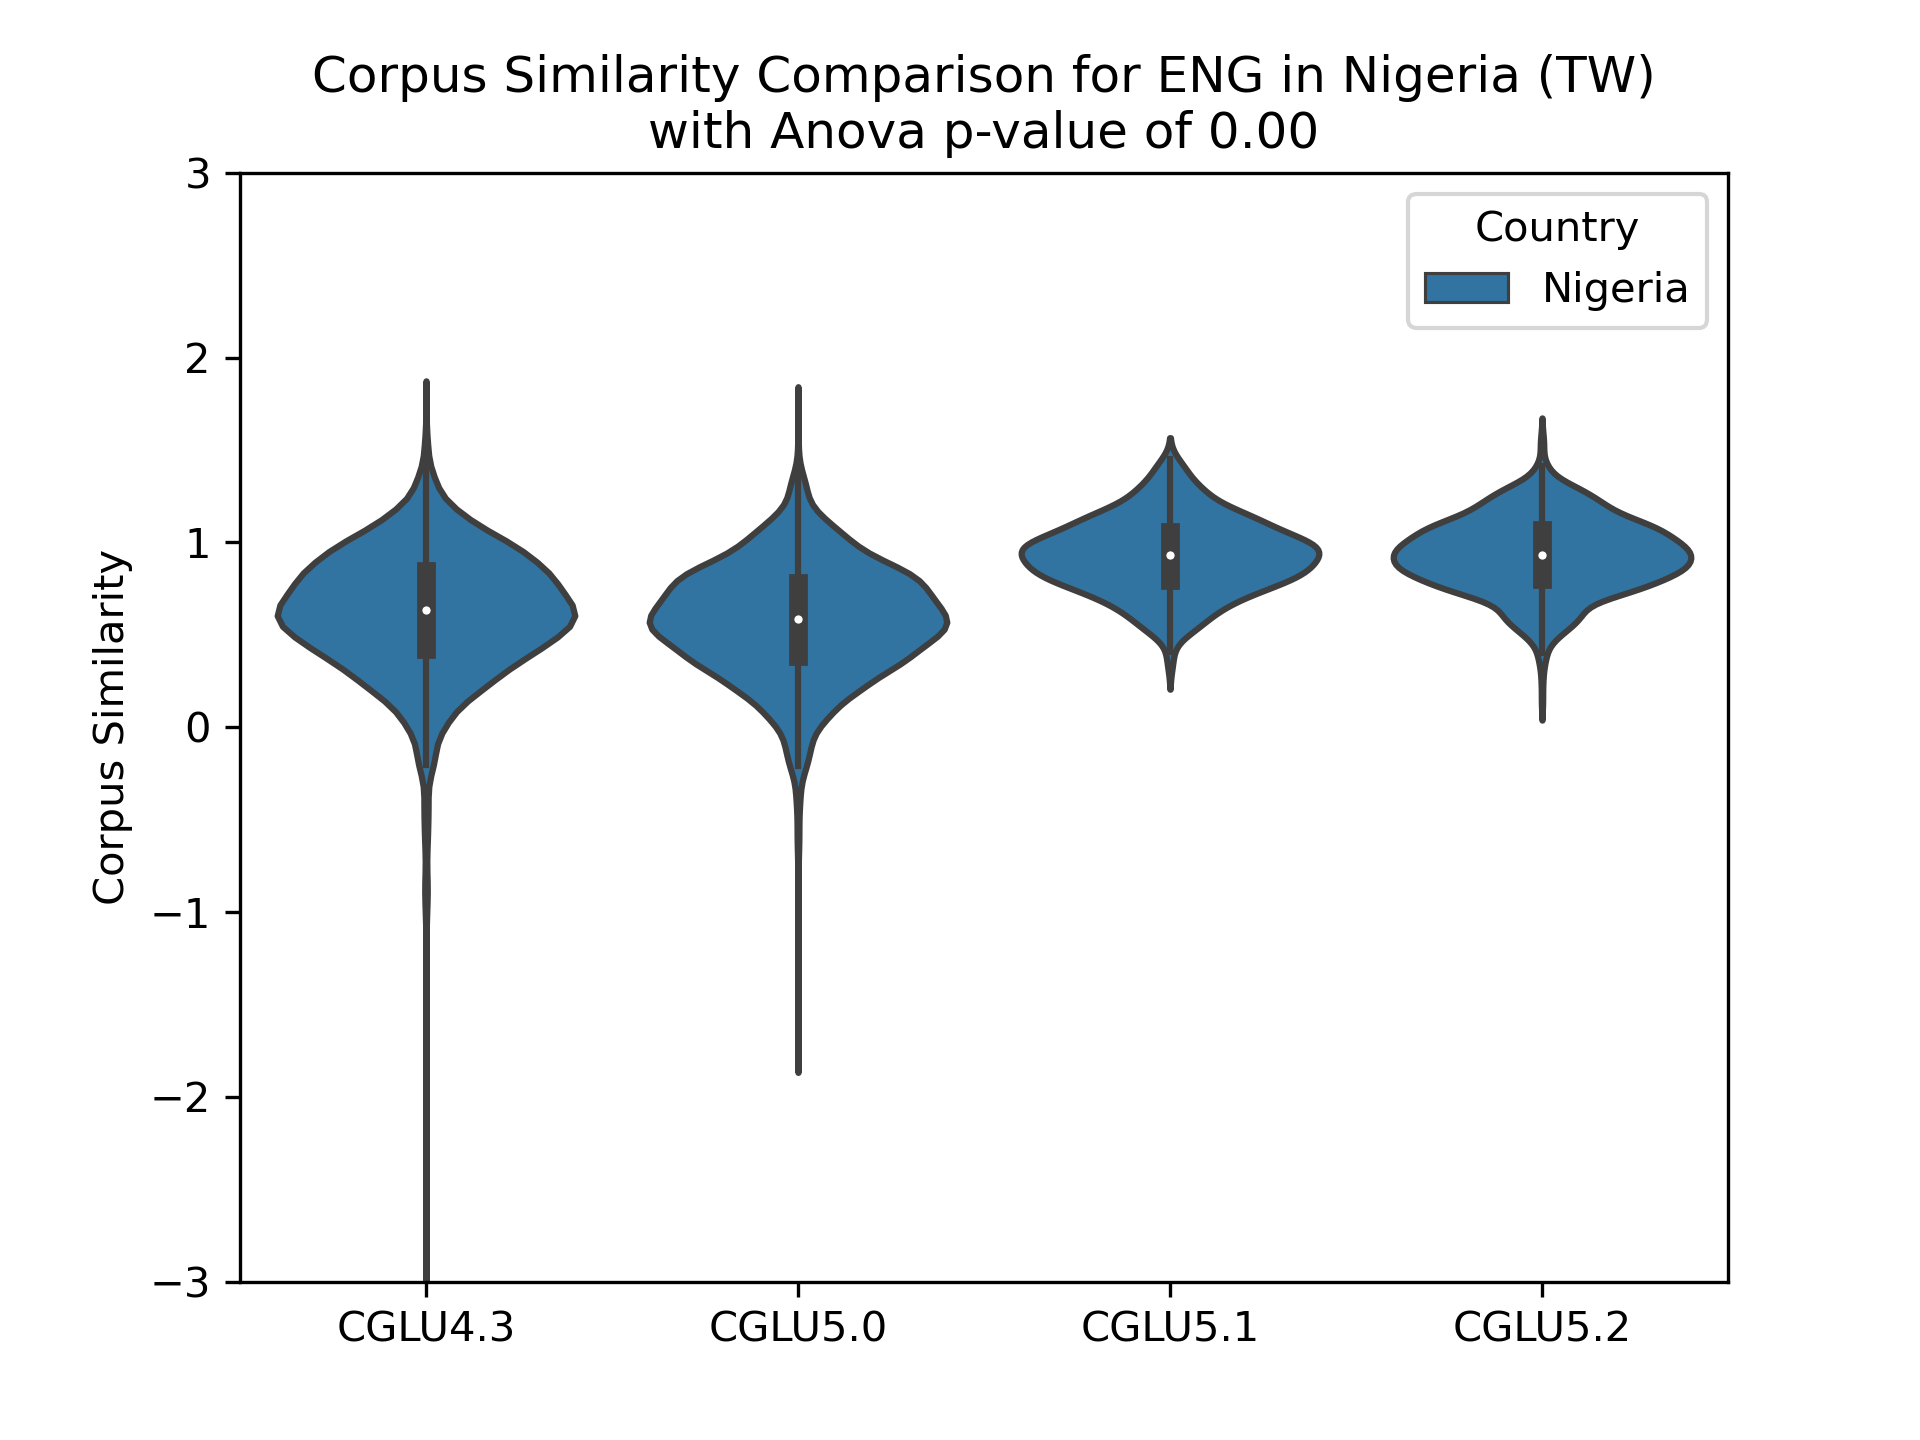 Corpus Similarity Comparison for ENG in Nigeria (TW)
with Anova p-value of 0.00
Country
Nigeria
Corpus Similarity
3
2
1
0
−1
−2
−3
CGLU4.3
CGLU5.0
CGLU5.1
CGLU5.2